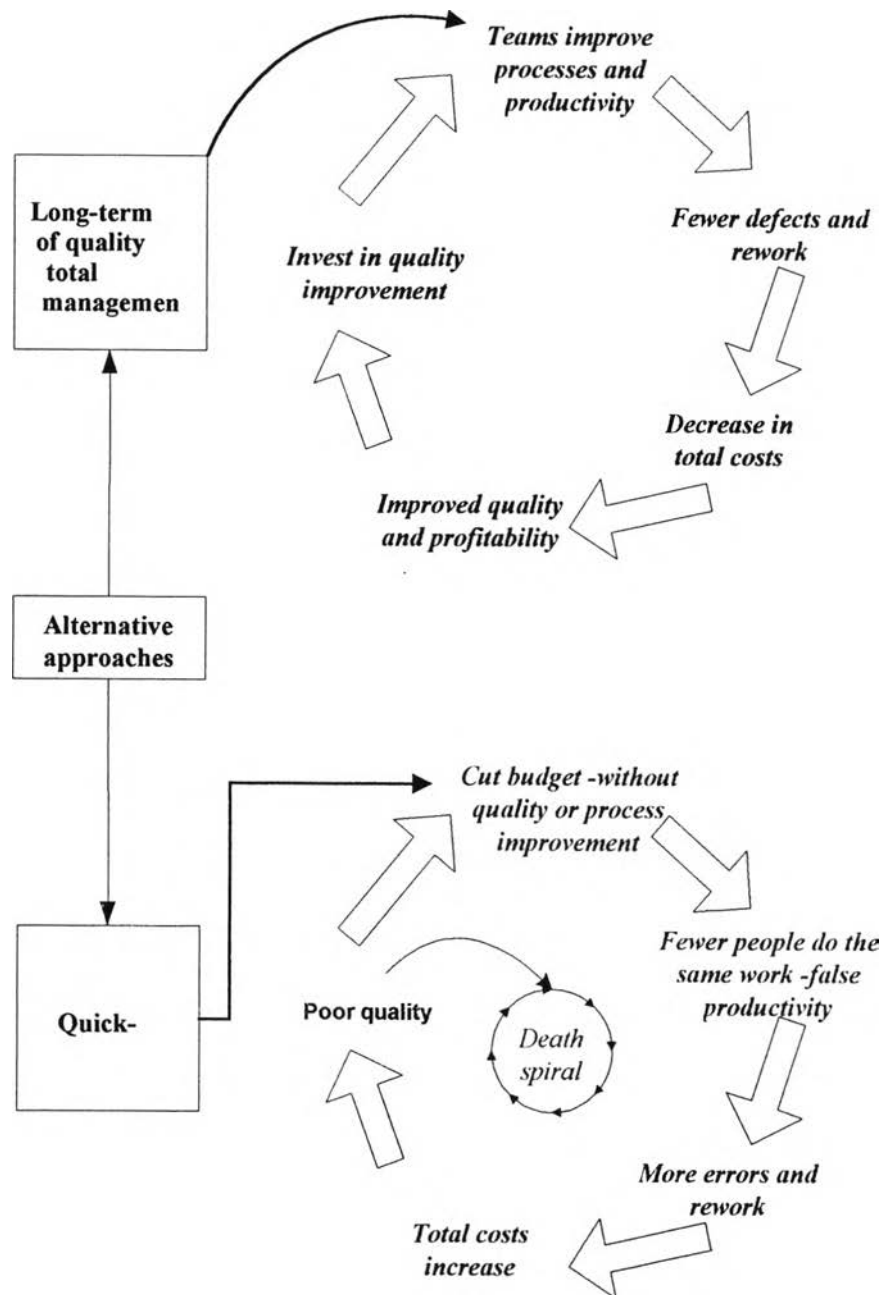 Teams improve
processes and
productivity
Long-term
of quality
total
managemen
Invest in quality
improvement
Fewer defects and
rework
Decrease in
total costs
Improved quality
and profitability
Alternative
approaches
Cut budget -without
quality or process
improvement
Quick-
Poor quality
Death
spiral
Fewer people do the
same work -false
productivity
More errors and
rework
Total costs
increase